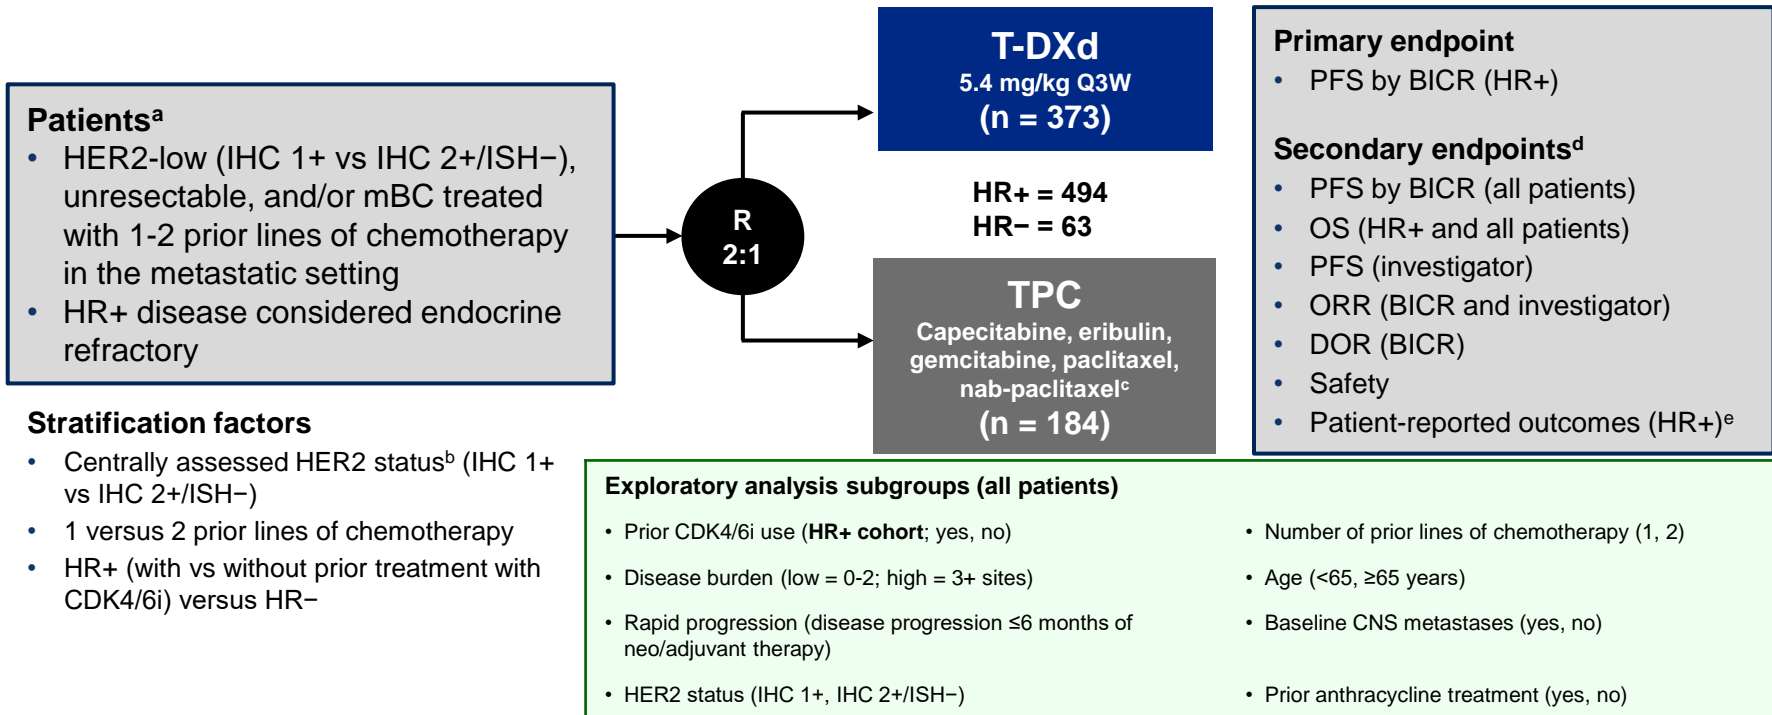 Patientsᵃ
• HER2-low (IHC 1+ vs IHC 2+/ISH−),
unresectable, and/or mBC treated
with 1-2 prior lines of chemotherapy
in the metastatic setting
• HR+ disease considered endocrine
refractory
Stratification factors
• Centrally assessed HER2 statusᵇ (IHC 1+
vs IHC 2+/ISH−)
• 1 versus 2 prior lines of chemotherapy
• HR+ (with vs without prior treatment with
CDK4/6i) versus HR−
R
2:1
T-DXd
5.4 mg/kg Q3W
(n = 373)
HR+ = 494
HR− = 63
TPC
Capecitabine, eribulin,
gemcitabine, paclitaxel,
nab-paclitaxelᶜ
(n = 184)
Primary endpoint
• PFS by BICR (HR+)
Secondary endpointsᵈ
• PFS by BICR (all patients)
• OS (HR+ and all patients)
• PFS (investigator)
• ORR (BICR and investigator)
• DOR (BICR)
• Safety
• Patient-reported outcomes (HR+)ᵉ
Exploratory analysis subgroups (all patients)
• Prior CDK4/6i use (HR+ cohort; yes, no)
• Disease burden (low = 0-2; high = 3+ sites)
• Rapid progression (disease progression ≤6 months of
neo/adjuvant therapy)
• HER2 status (IHC 1+, IHC 2+/ISH−)
• Number of prior lines of chemotherapy (1, 2)
• Age (<65, ≥65 years)
• Baseline CNS metastases (yes, no)
• Prior anthracycline treatment (yes, no)